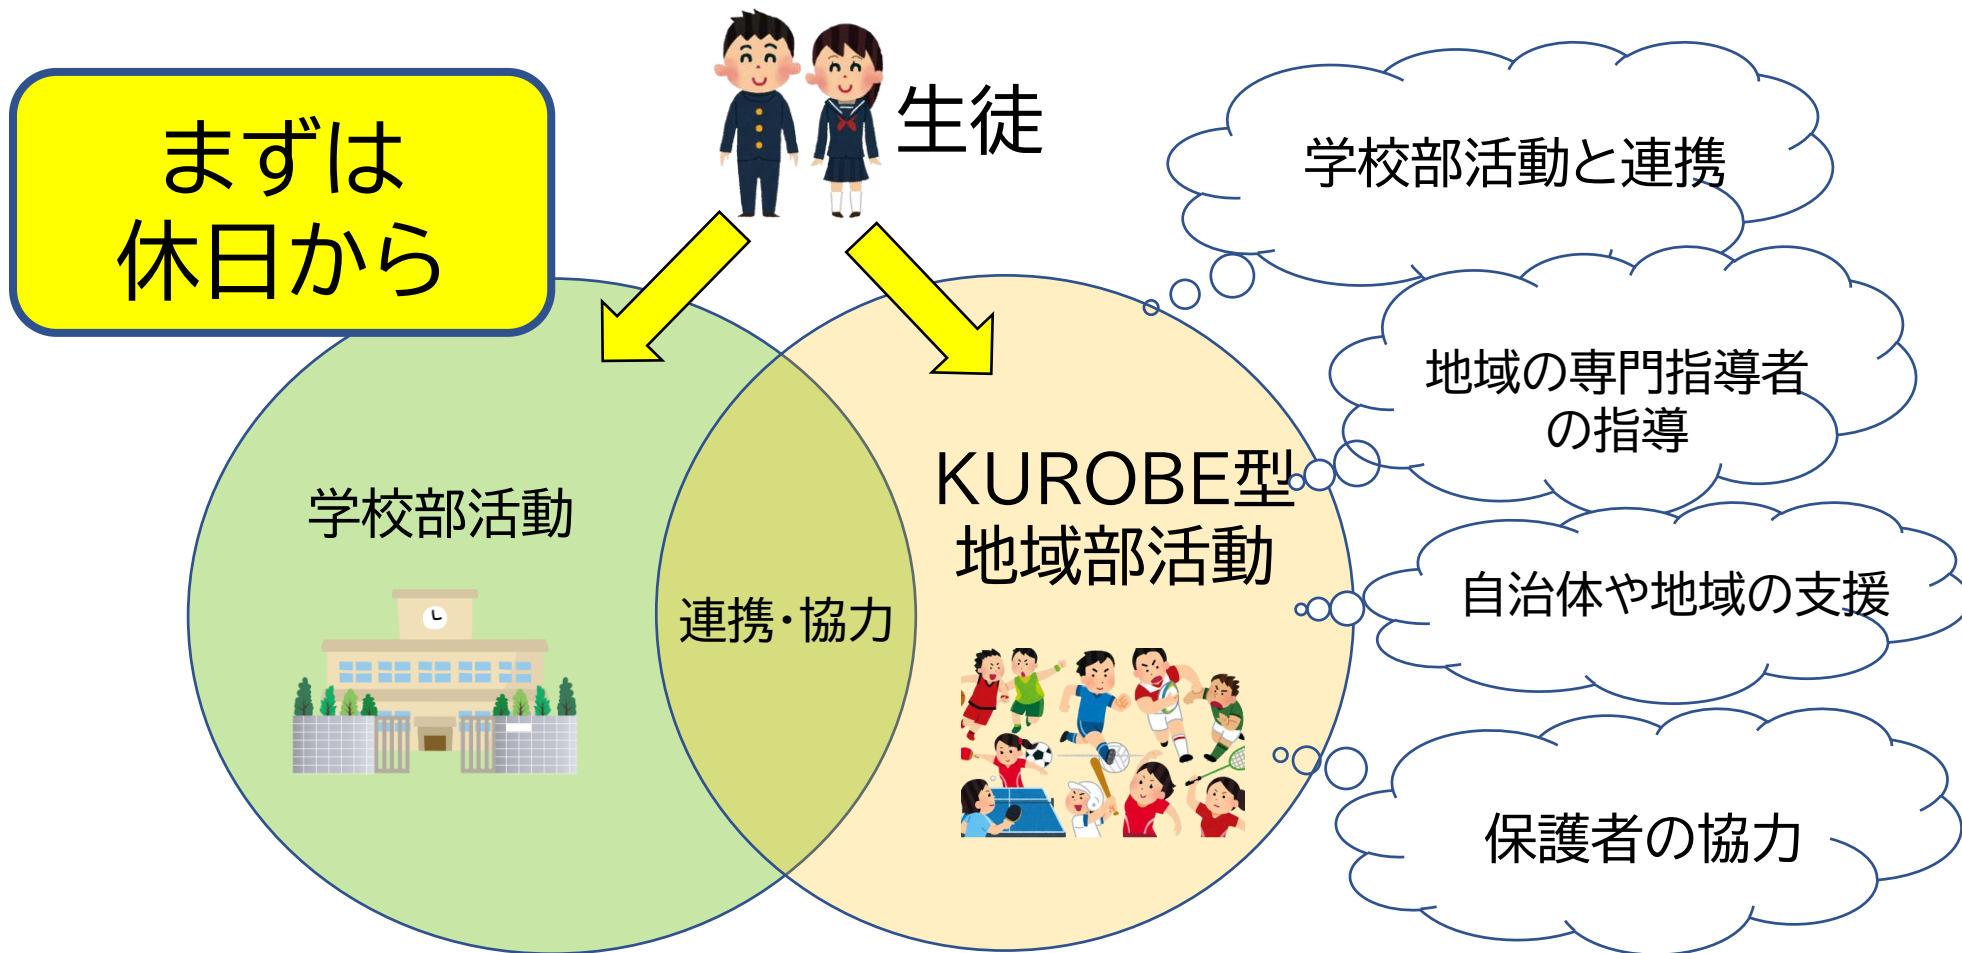 まずは
休日から
生徒
学校部活動
連携・協力
KUROBE型
地域部活動
学校部活動と連携
地域の専門指導者
の指導
自治体や地域の支援
保護者の協力